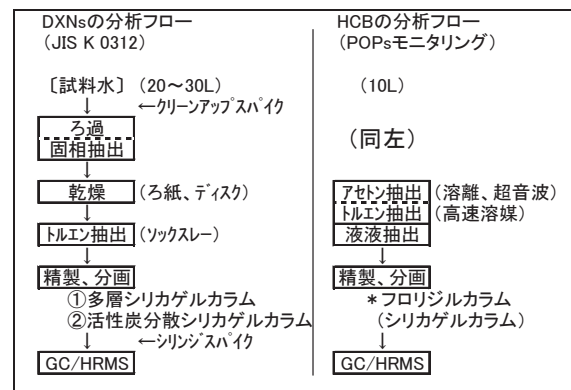 DXNsの分析フロー
(JIS K 0312)
〔試料水〕 (20～30L)
↓ ←クリーンアップスパイク
ろ過
固相抽出
↓
乾燥 (ろ紙、ディスク)
↓
トルエン抽出 (ソックスレー)
↓
精製、分画
①多層シリカゲルカラム
②活性炭分散シリカゲルカラム
↓ ←シリンジスパイク
GC/HRMS
HCBの分析フロー
(POPsモニタリング)
(10L)
(同左)
アセトン抽出 (溶離、超音波)
トルエン抽出 (高速溶媒)
液液抽出
↓
精製、分画
＊フロリジルカラム
(シリカゲルカラム)
↓
GC/HRMS